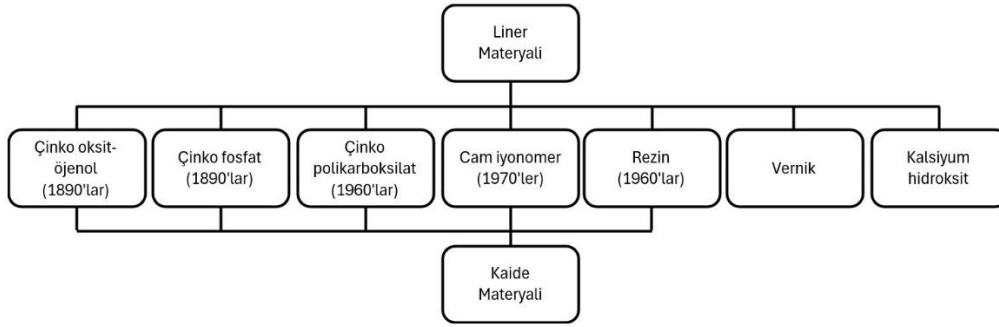 Liner
Materyali
Çinko oksit-
öjenol
(1890'lar)
Çinko fosfat
(1890'lar)
Çinko
polikarboksilat
(1960'lar)
Cam iyonomer
(1970'ler)
Rezin
(1960'lar)
Vernik
Kalsiyum
hidroksit
Kaide
Materyali